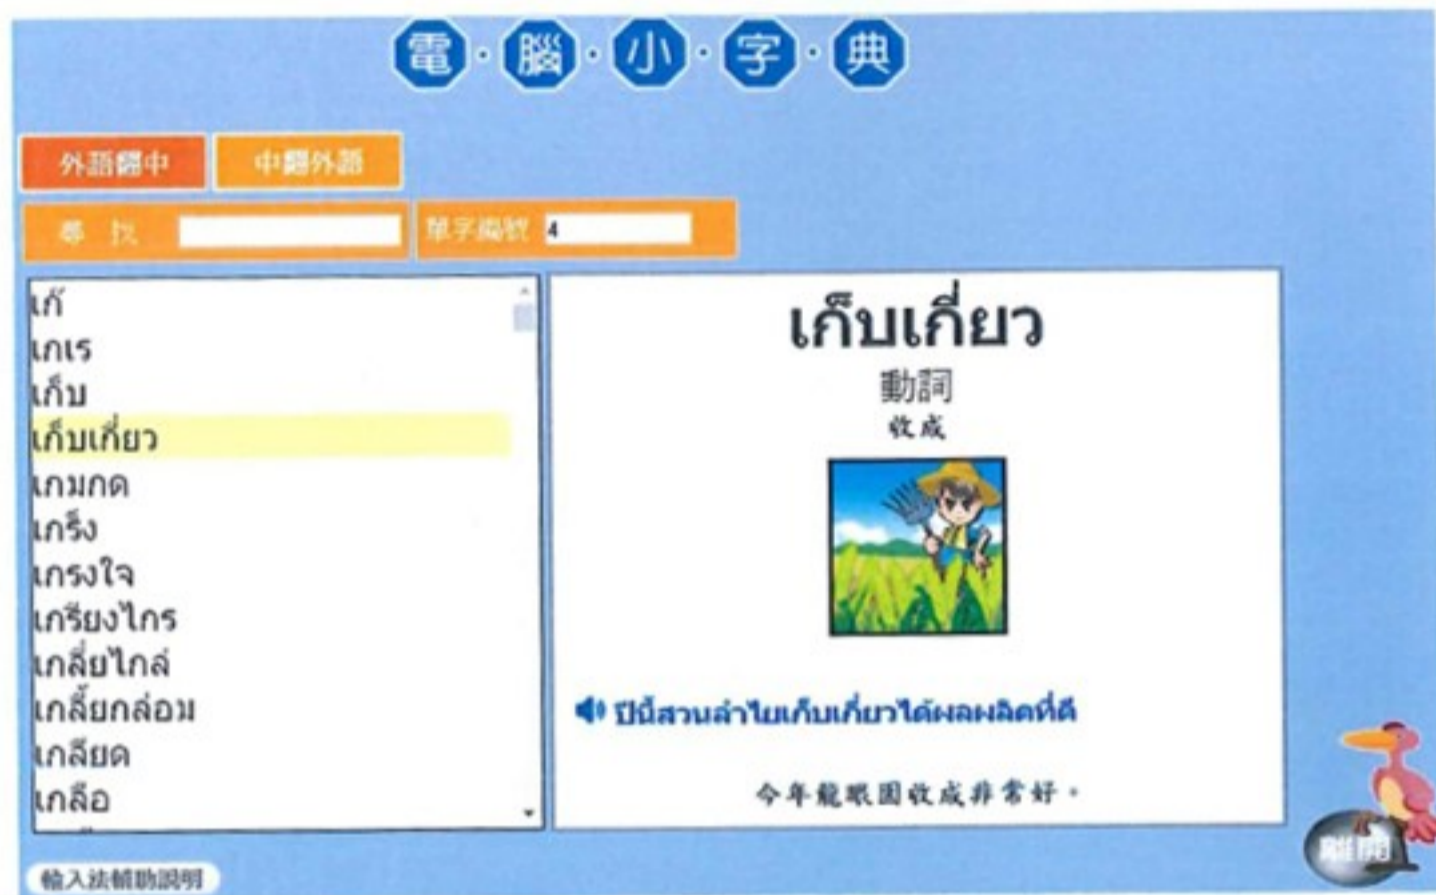 電・腦・小・字・典
外語翻中 中翻外語
尋 找 單字編號 4
เก๊
เกเร
เก็บ
เก็บเกี่ยว
เกมกด
เกร็ง
เกรงใจ
เกรียงไกร
เกลี่ยไกล่
เกลี้ยกล่อม
เกลียด
เกลือ
เก็บเกี่ยว
動詞
收成
ปีนี้สวนลำไยเก็บเกี่ยวได้ผลผลิตที่ดี
今年龍眼園收成非常好。
離開
輸入法輔助說明